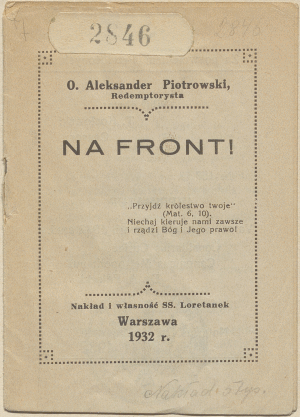 2846
O. Aleksander Piotrowski,
Redemptorysta
NA FRONT!
„Przyjdź królestwo twoje"
(Mat. 6, 10).
Niechaj kieruje nami zawsze
i rządzi Bóg i Jego prawo!
Nakład i własność SS. Loretanek
Warszawa
1932 r.
Nakład